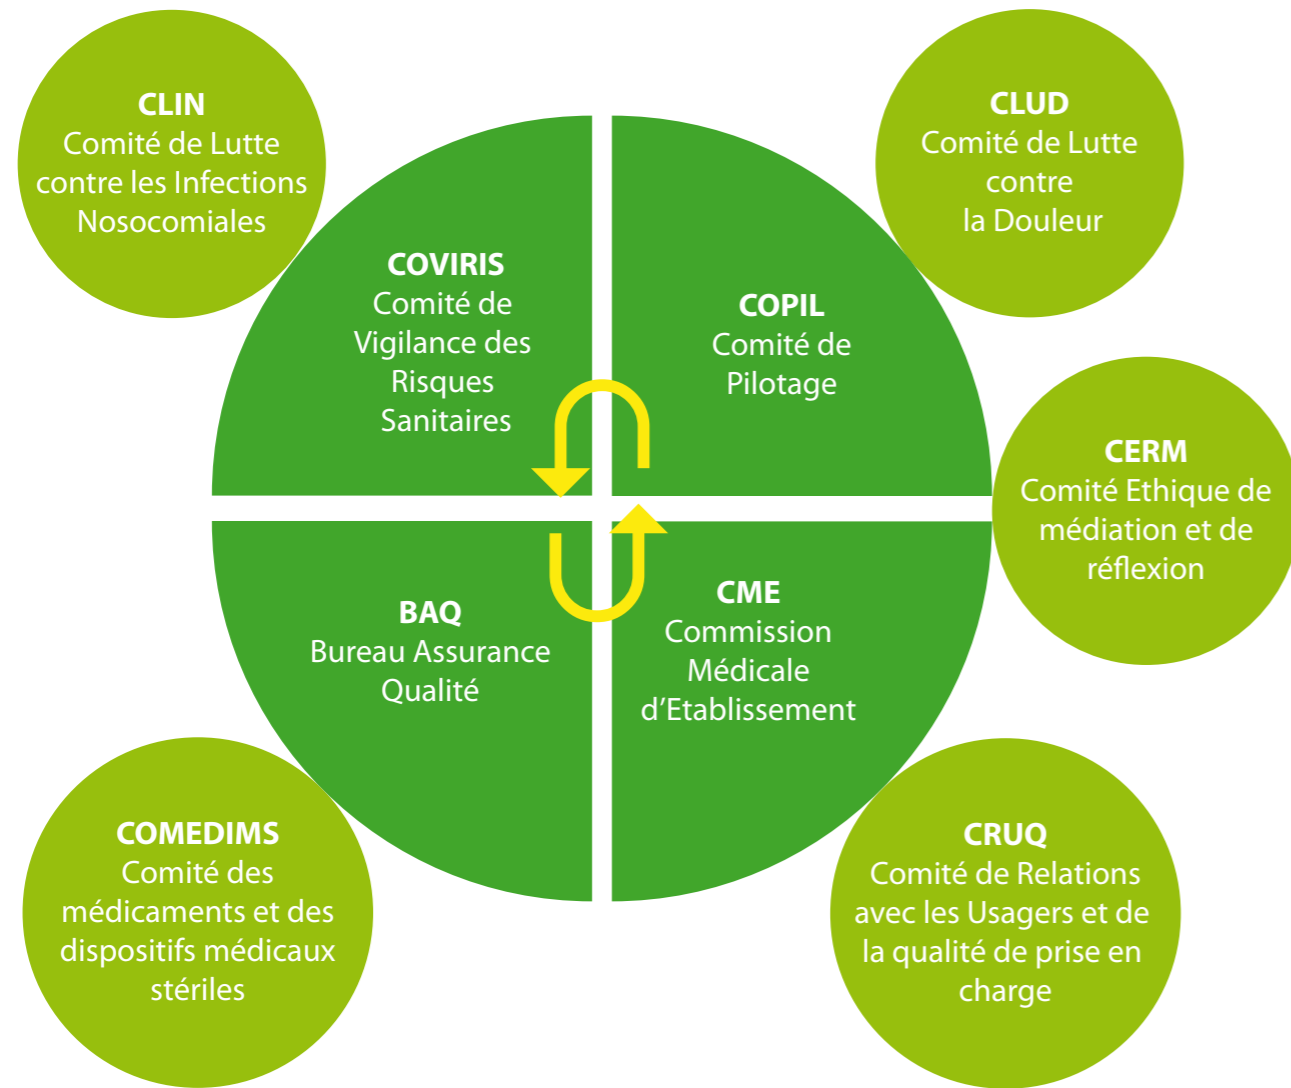 CLIN
Comité de Lutte
contre les Infections
Nosocomiales
CLUD
Comité de Lutte
contre
la Douleur
COVIRIS
Comité de
Vigilance des
Risques
Sanitaires
COPIL
Comité de
Pilotage
CERM
Comité Ethique de
médiation et de
réflexion
BAQ
Bureau Assurance
Qualité
CME
Commission
Médicale
d’Etablissement
COMEDIMS
Comité des
médicaments et des
dispositifs médicaux
stériles
CRUQ
Comité de Relations
avec les Usagers et de
la qualité de prise en
charge